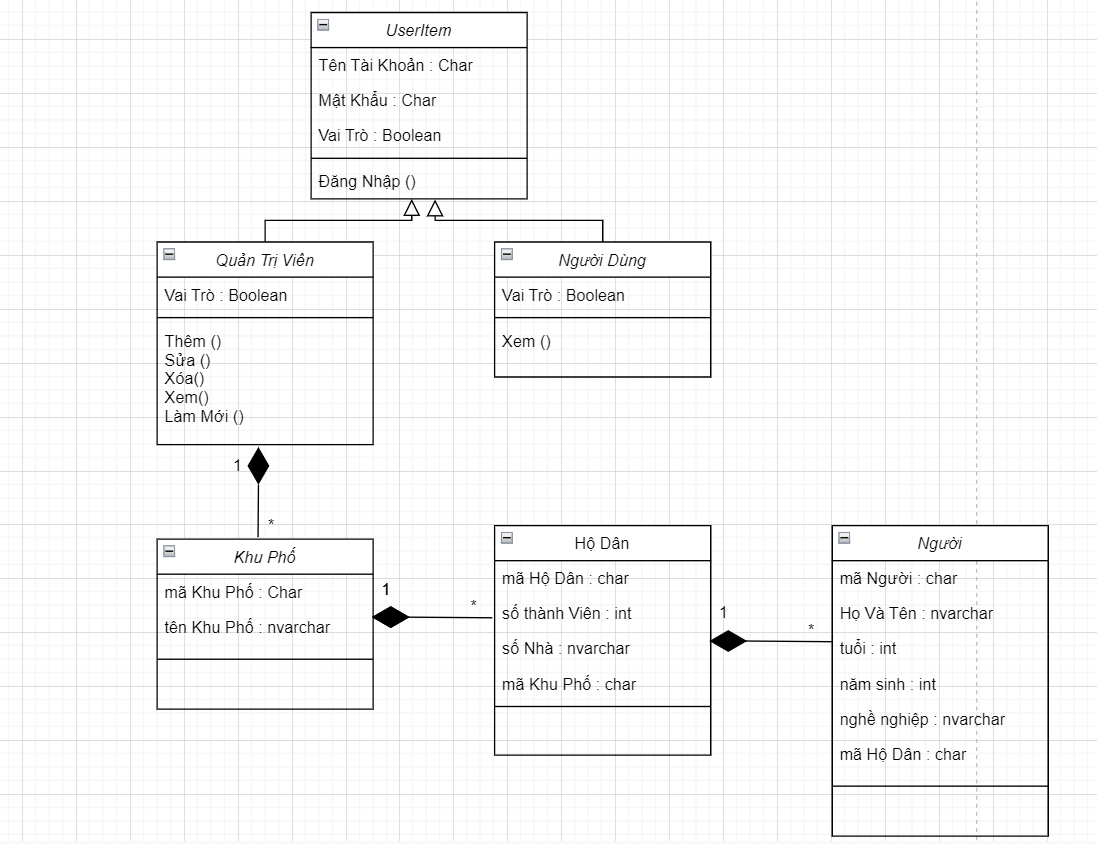 UserItem
Tên Tài Khoản : Char
Mật Khẩu : Char
Vai Trò : Boolean
Đăng Nhập ()
Quản Trị Viên
Vai Trò : Boolean
Thêm ()
Sửa ()
Xóa()
Xem()
Làm Mới ()
Người Dùng
Vai Trò : Boolean
Xem ()
1
*
Khu Phố
mã Khu Phố : Char
tên Khu Phố : nvarchar
1
*
Hộ Dân
mã Hộ Dân : char
số thành Viên : int
số Nhà : nvarchar
mã Khu Phố : char
1
*
Người
mã Người : char
Họ Và Tên : nvarchar
tuổi : int
năm sinh : int
nghề nghiệp : nvarchar
mã Hộ Dân : char